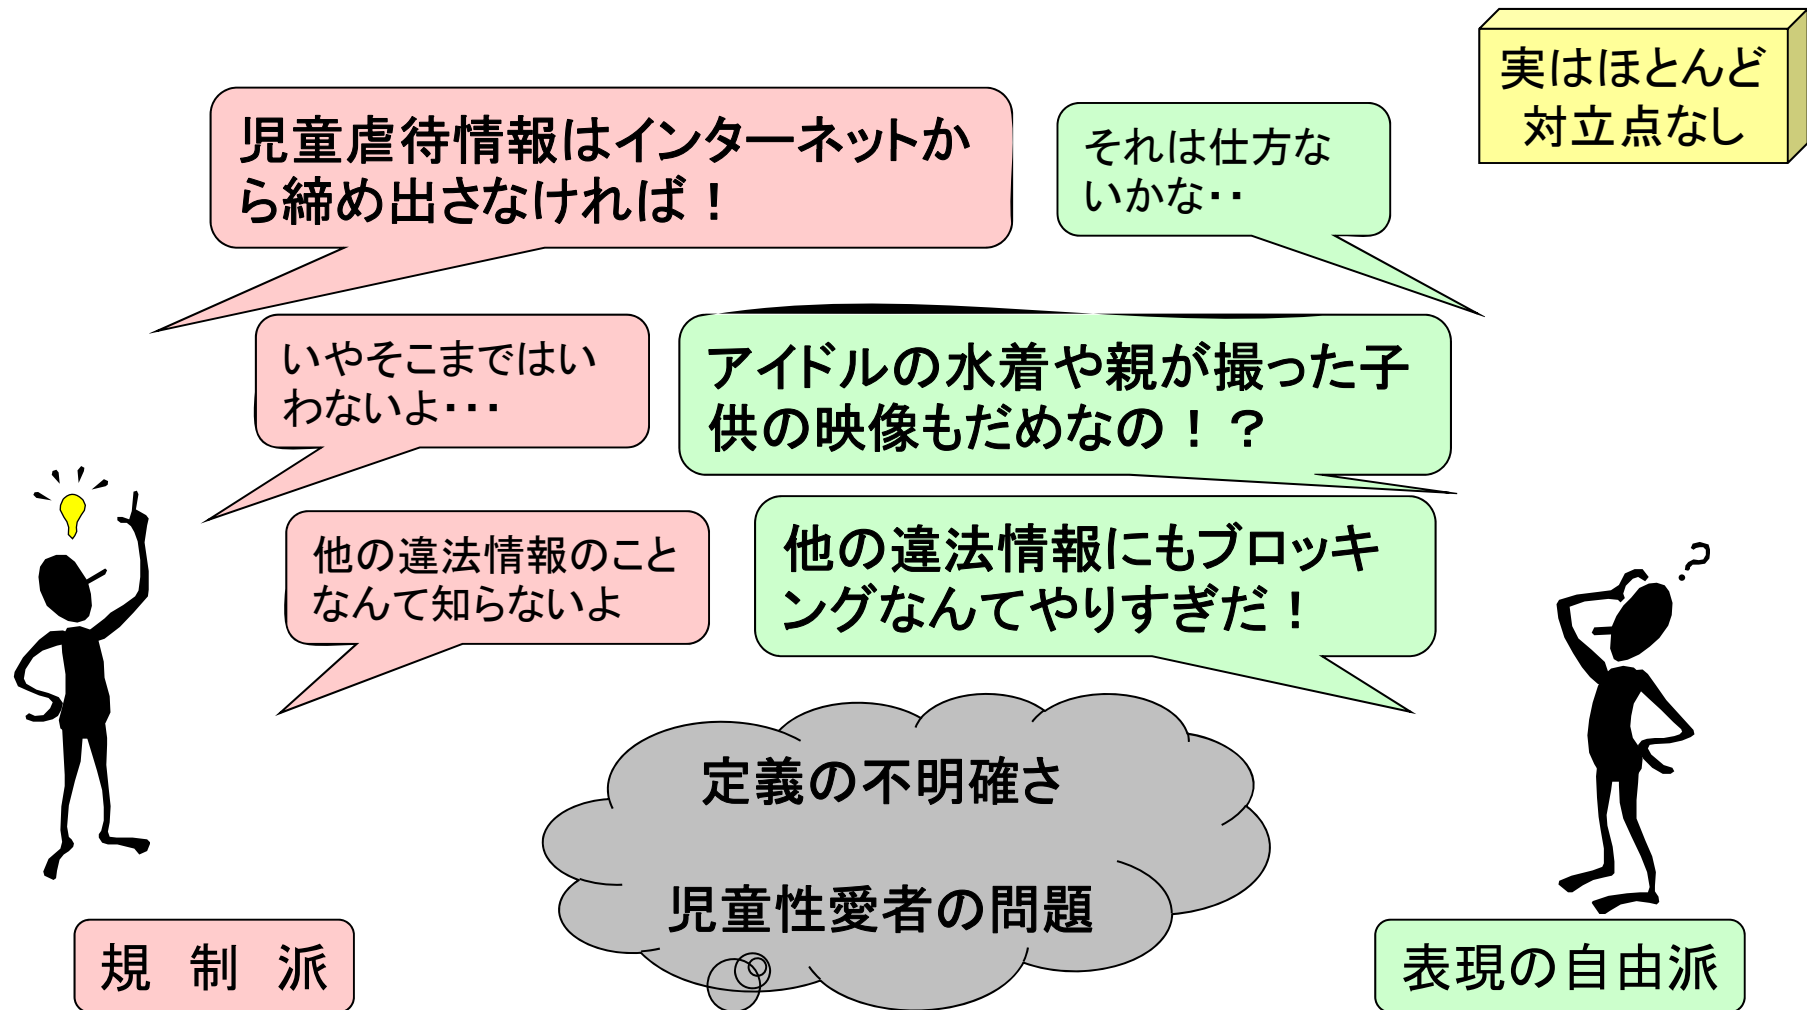 実はほとんど
対立点なし
児童虐待情報はインターネットか
ら締め出さなければ！
それは仕方な
いかな・・
いやそこまではい
わないよ・・・
アイドルの水着や親が撮った子
供の映像もだめなの！？
他の違法情報のこと
なんて知らないよ
他の違法情報にもブロッキ
ングなんてやりすぎだ！
定義の不明確さ
児童性愛者の問題
規　制　派
表現の自由派